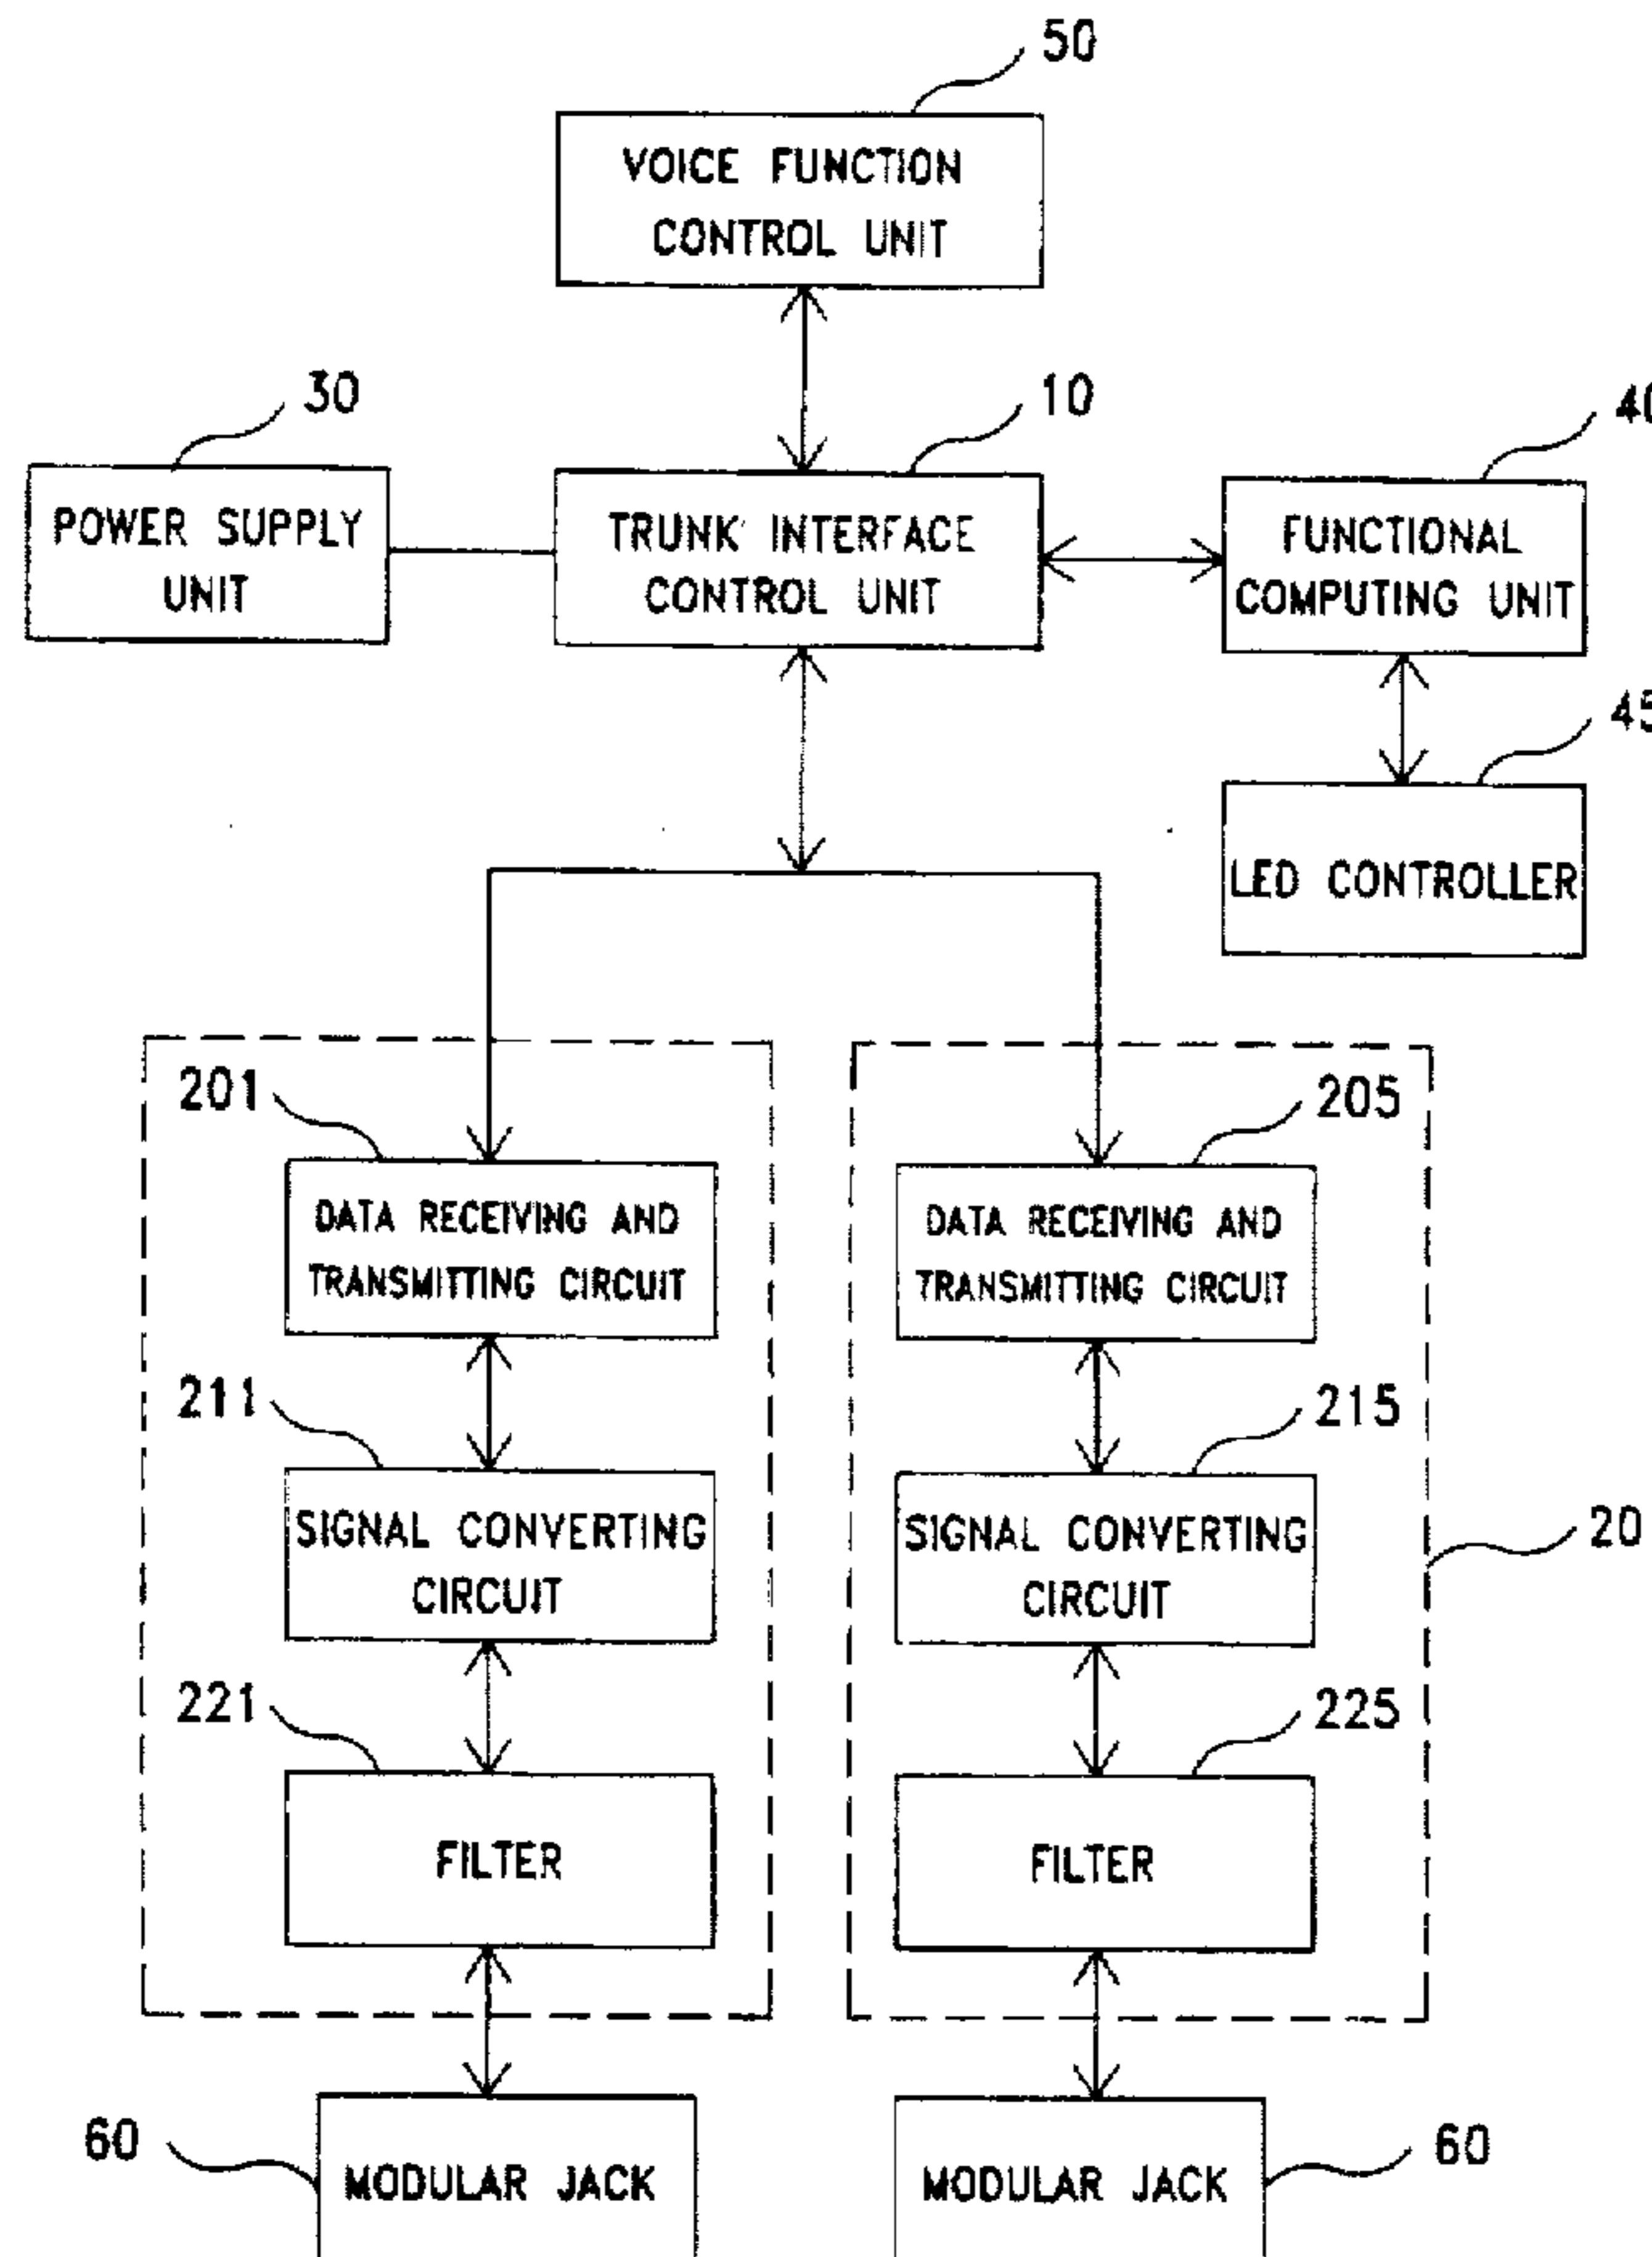 50
VOICE FUNCTION
CONTROL UNIT
30
10
40
POWER SUPPLY
UNIT
TRUNK INTERFACE
CONTROL UNIT
FUNCTIONAL
COMPUTING UNIT
45
LED CONTROLLER
201
205
DATA RECEIVING AND
TRANSMITTING CIRCUIT
DATA RECEIVING AND
TRANSMITTING CIRCUIT
211
215
SIGNAL CONVERTING
CIRCUIT
SIGNAL CONVERTING
CIRCUIT
20
221
225
FILTER
FILTER
60
MODULAR JACK
MODULAR JACK
60